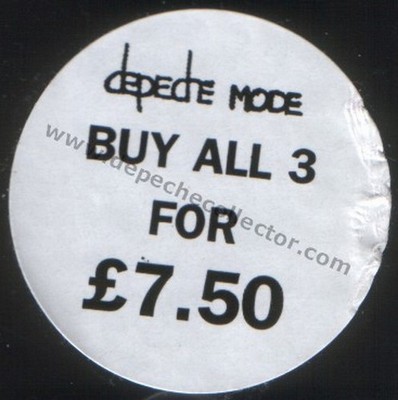 depeche MODE
BUY ALL 3
FOR
£7.50
www.depechecollector.com